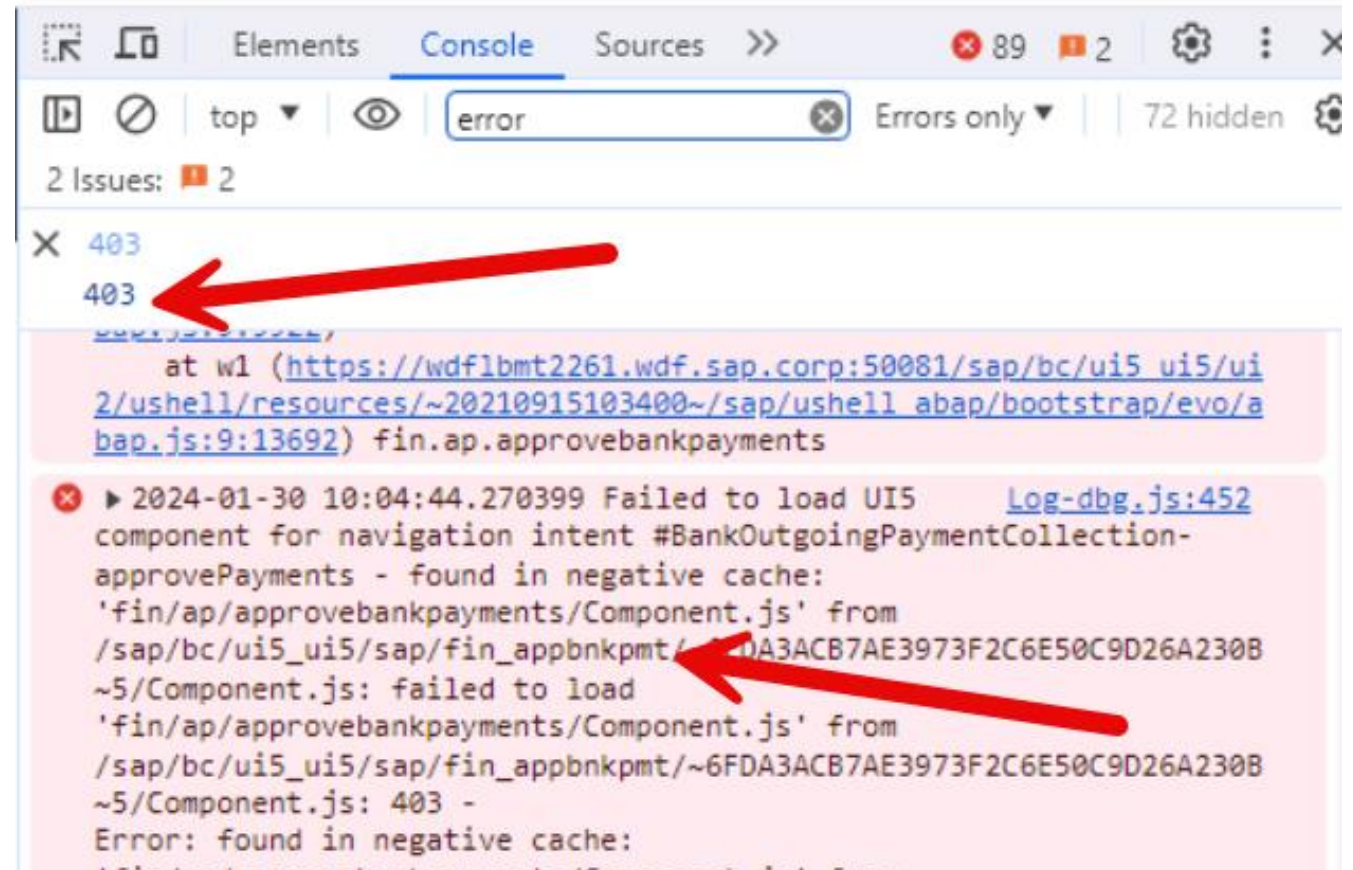 Elements Console Sources >> 89 2
top error Errors only 72 hidden
2 Issues: 2
403
403
at w1 (https://wdflbmt2261.wdf.sap.corp:50081/sap/bc/ui5_ui5/ui
2/ushell/resources/~20210915103400~/sap/ushell_abap/bootstrap/evo/a
bap.js:9:13692) fin.ap.approvebankpayments
2024-01-30 10:04:44.270399 Failed to load UI5 Log-dbg.js:452
component for navigation intent #BankOutgoingPaymentCollection-
approvePayments - found in negative cache:
'fin/ap/approvebankpayments/Component.js' from
/sap/bc/ui5_ui5/sap/fin_appbnkpmt/~6FDA3ACB7AE3973F2C6E50C9D26A230B
~5/Component.js: failed to load
'fin/ap/approvebankpayments/Component.js' from
/sap/bc/ui5_ui5/sap/fin_appbnkpmt/~6FDA3ACB7AE3973F2C6E50C9D26A230B
~5/Component.js: 403 -
Error: found in negative cache: